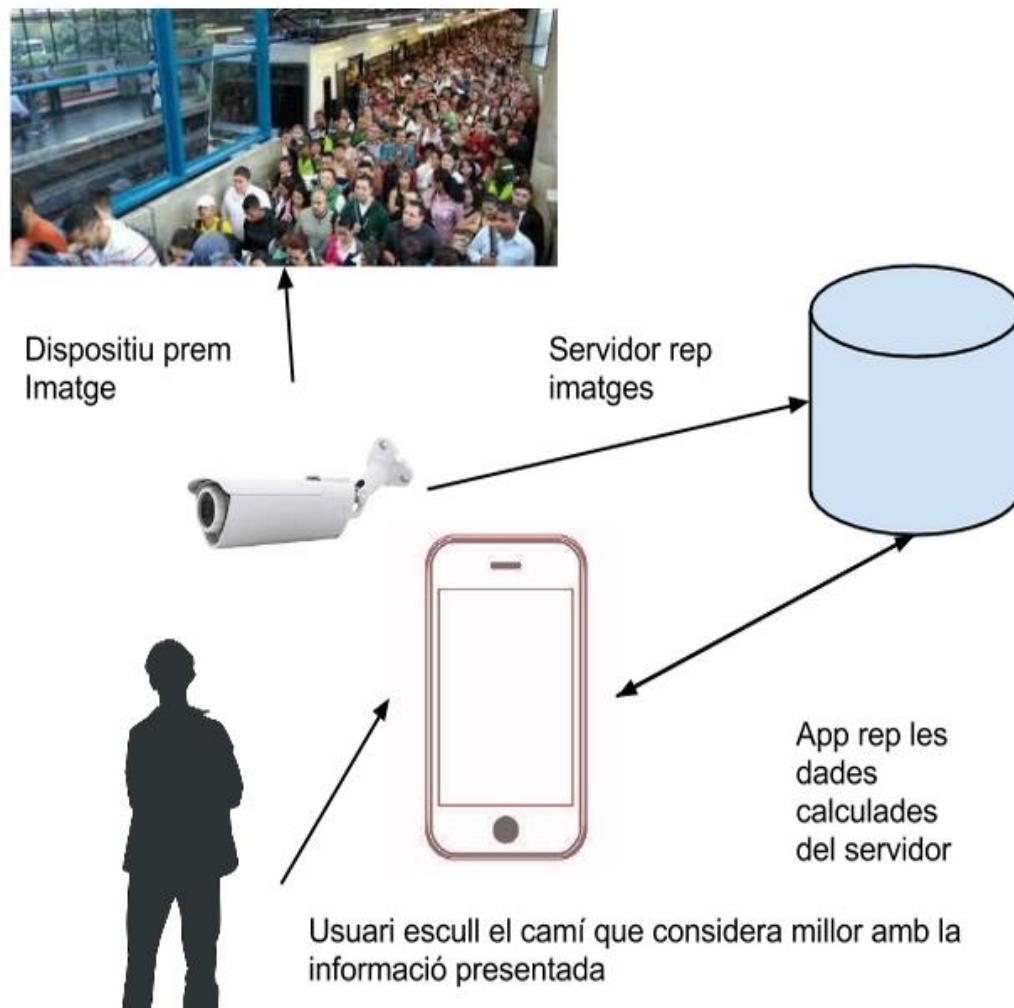 Dispositiu prem
Imatge
Servidor rep
imatges
App rep les
dades
calculades
del servidor
Usuari escull el camí que considera millor amb la
informació presentada